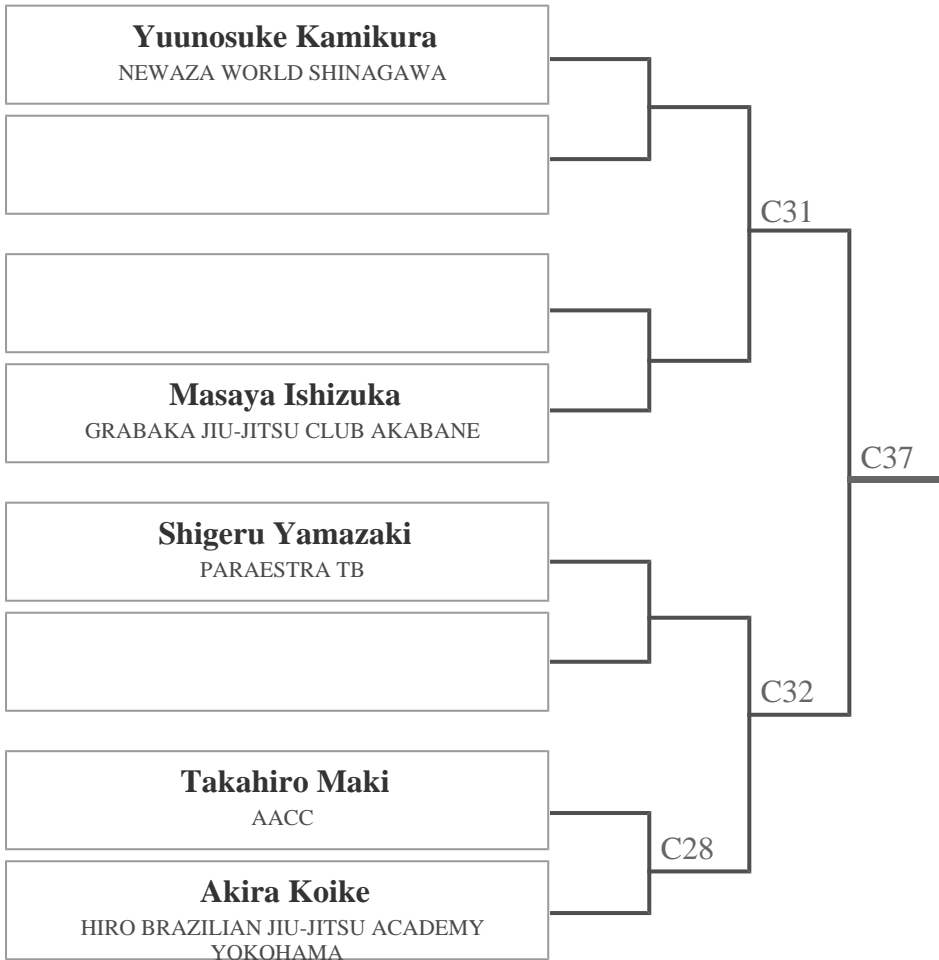 Yuunosuke Kamikura
NEWAZA WORLD SHINAGAWA
C31
Masaya Ishizuka
GRABAKA JIU-JITSU CLUB AKABANE
C37
Shigeru Yamazaki
PARAESTRA TB
C32
Takahiro Maki
AACC
C28
Akira Koike
HIRO BRAZILIAN JIU-JITSU ACADEMY
YOKOHAMA